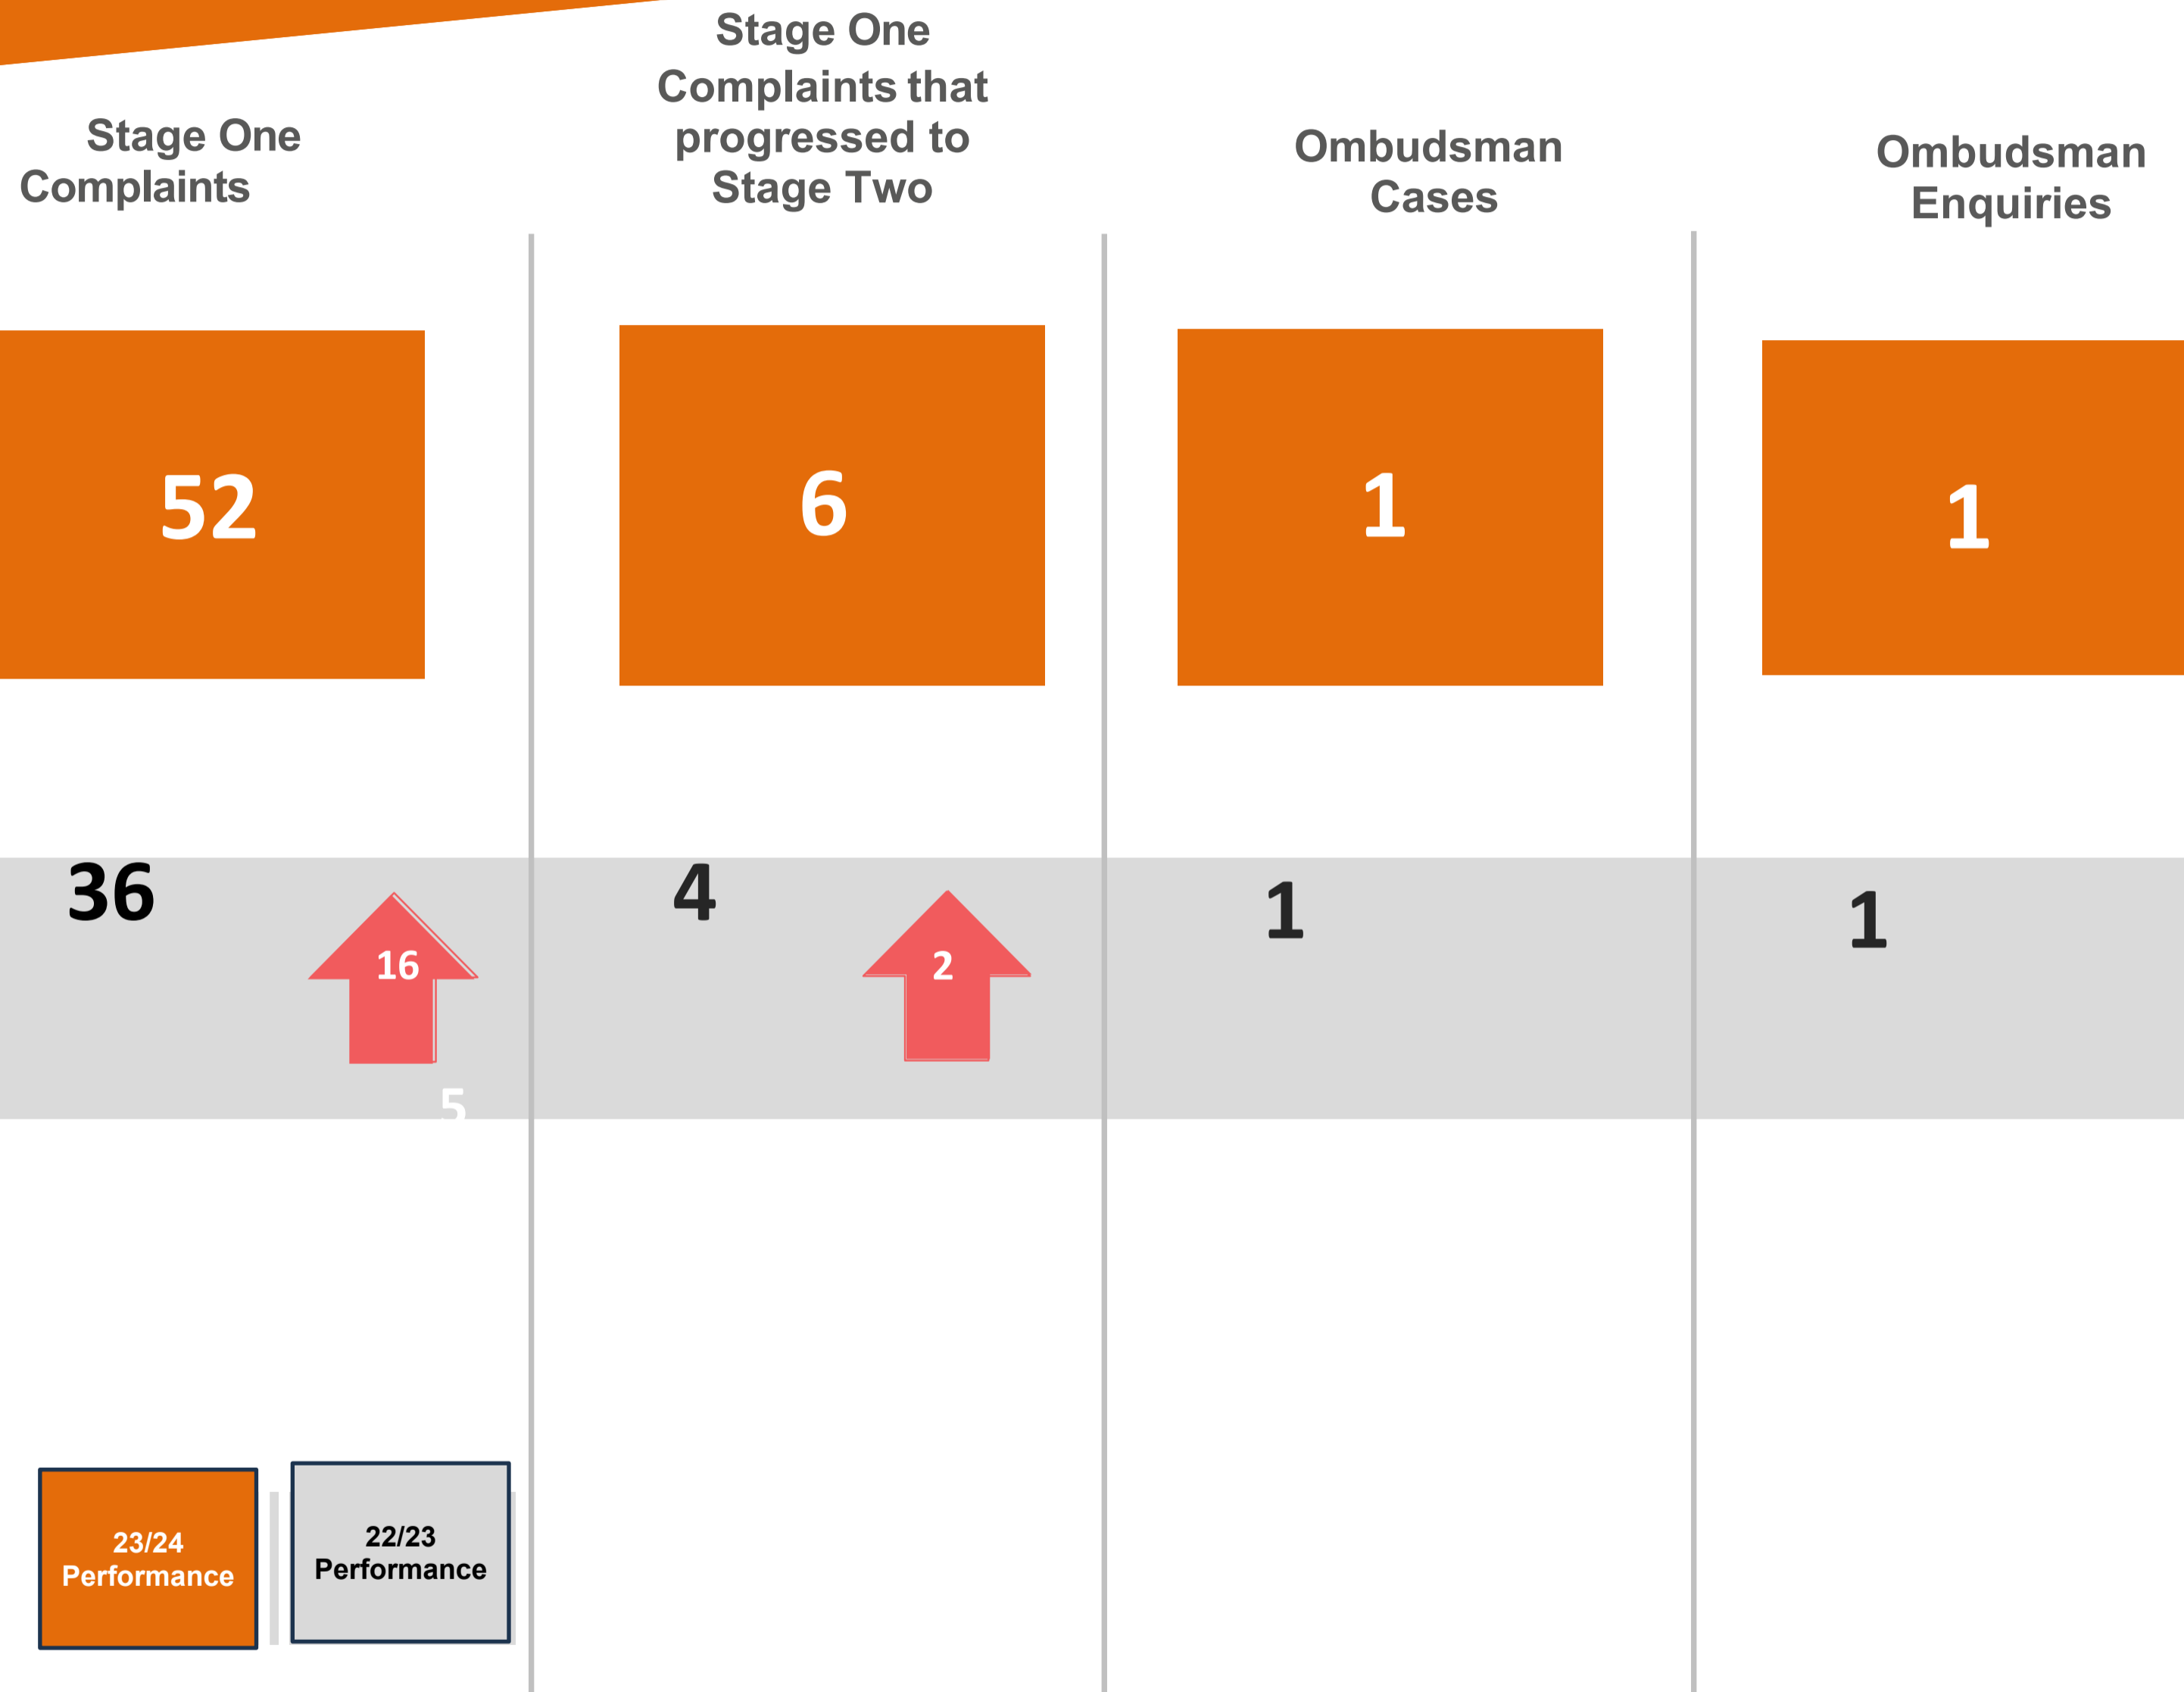 Stage One
Complaints
Stage One
Complaints that
progressed to
Stage Two
Ombudsman
Cases
Ombudsman
Enquiries
52
6
1
1
36
16
5
4
2
1
1
23/24
Performance
22/23
Performance